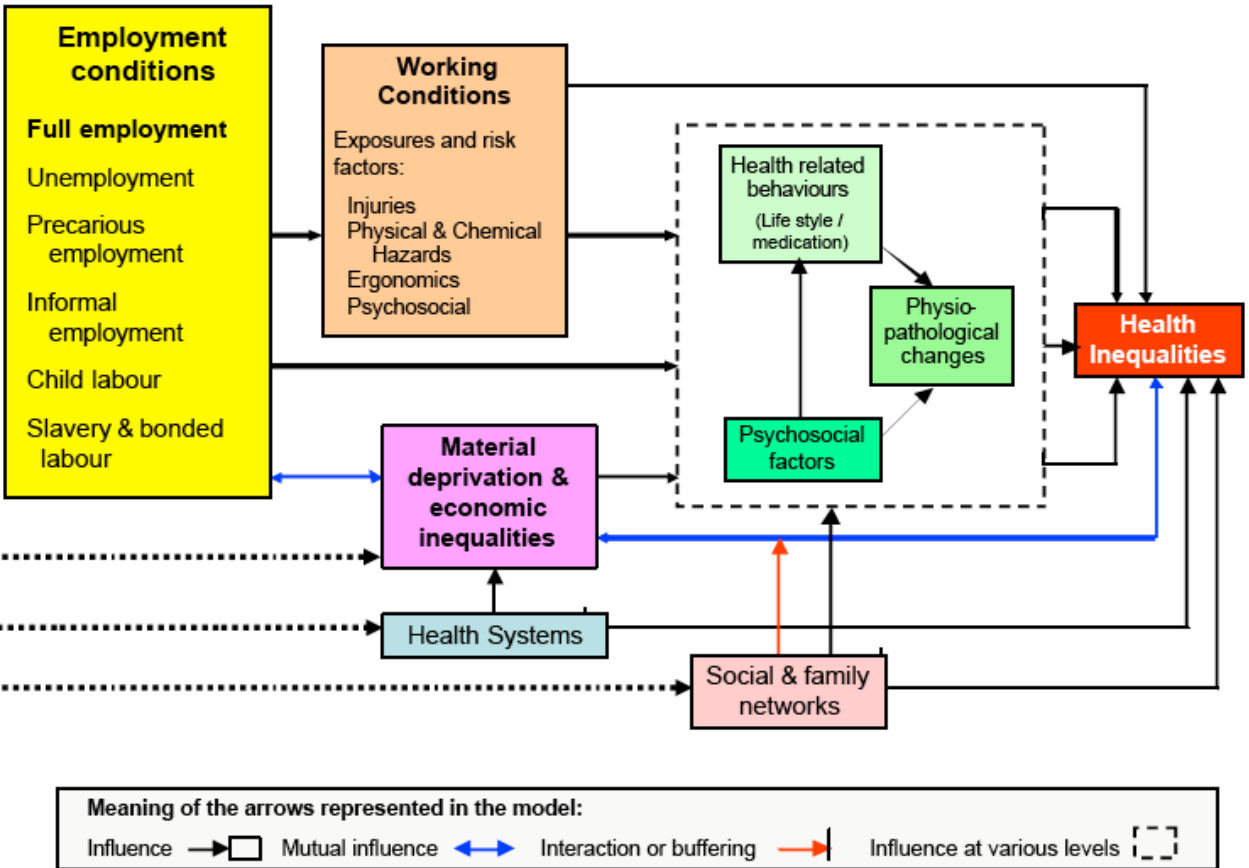 Employment
conditions
Full employment
Unemployment
Precarious
employment
Informal
employment
Child labour
Slavery & bonded
labour
Working
Conditions
Exposures and risk
factors:
Injuries
Physical & Chemical
Hazards
Ergonomics
Psychosocial
Material
deprivation &
economic
inequalities
Health Systems
Social & family
networks
Health related
behaviours
(Life style /
medication)
Physio-
pathological
changes
Psychosocial
factors
Health
Inequalities
Meaning of the arrows represented in the model:
Influence Mutual influence Interaction or buffering Influence at various levels